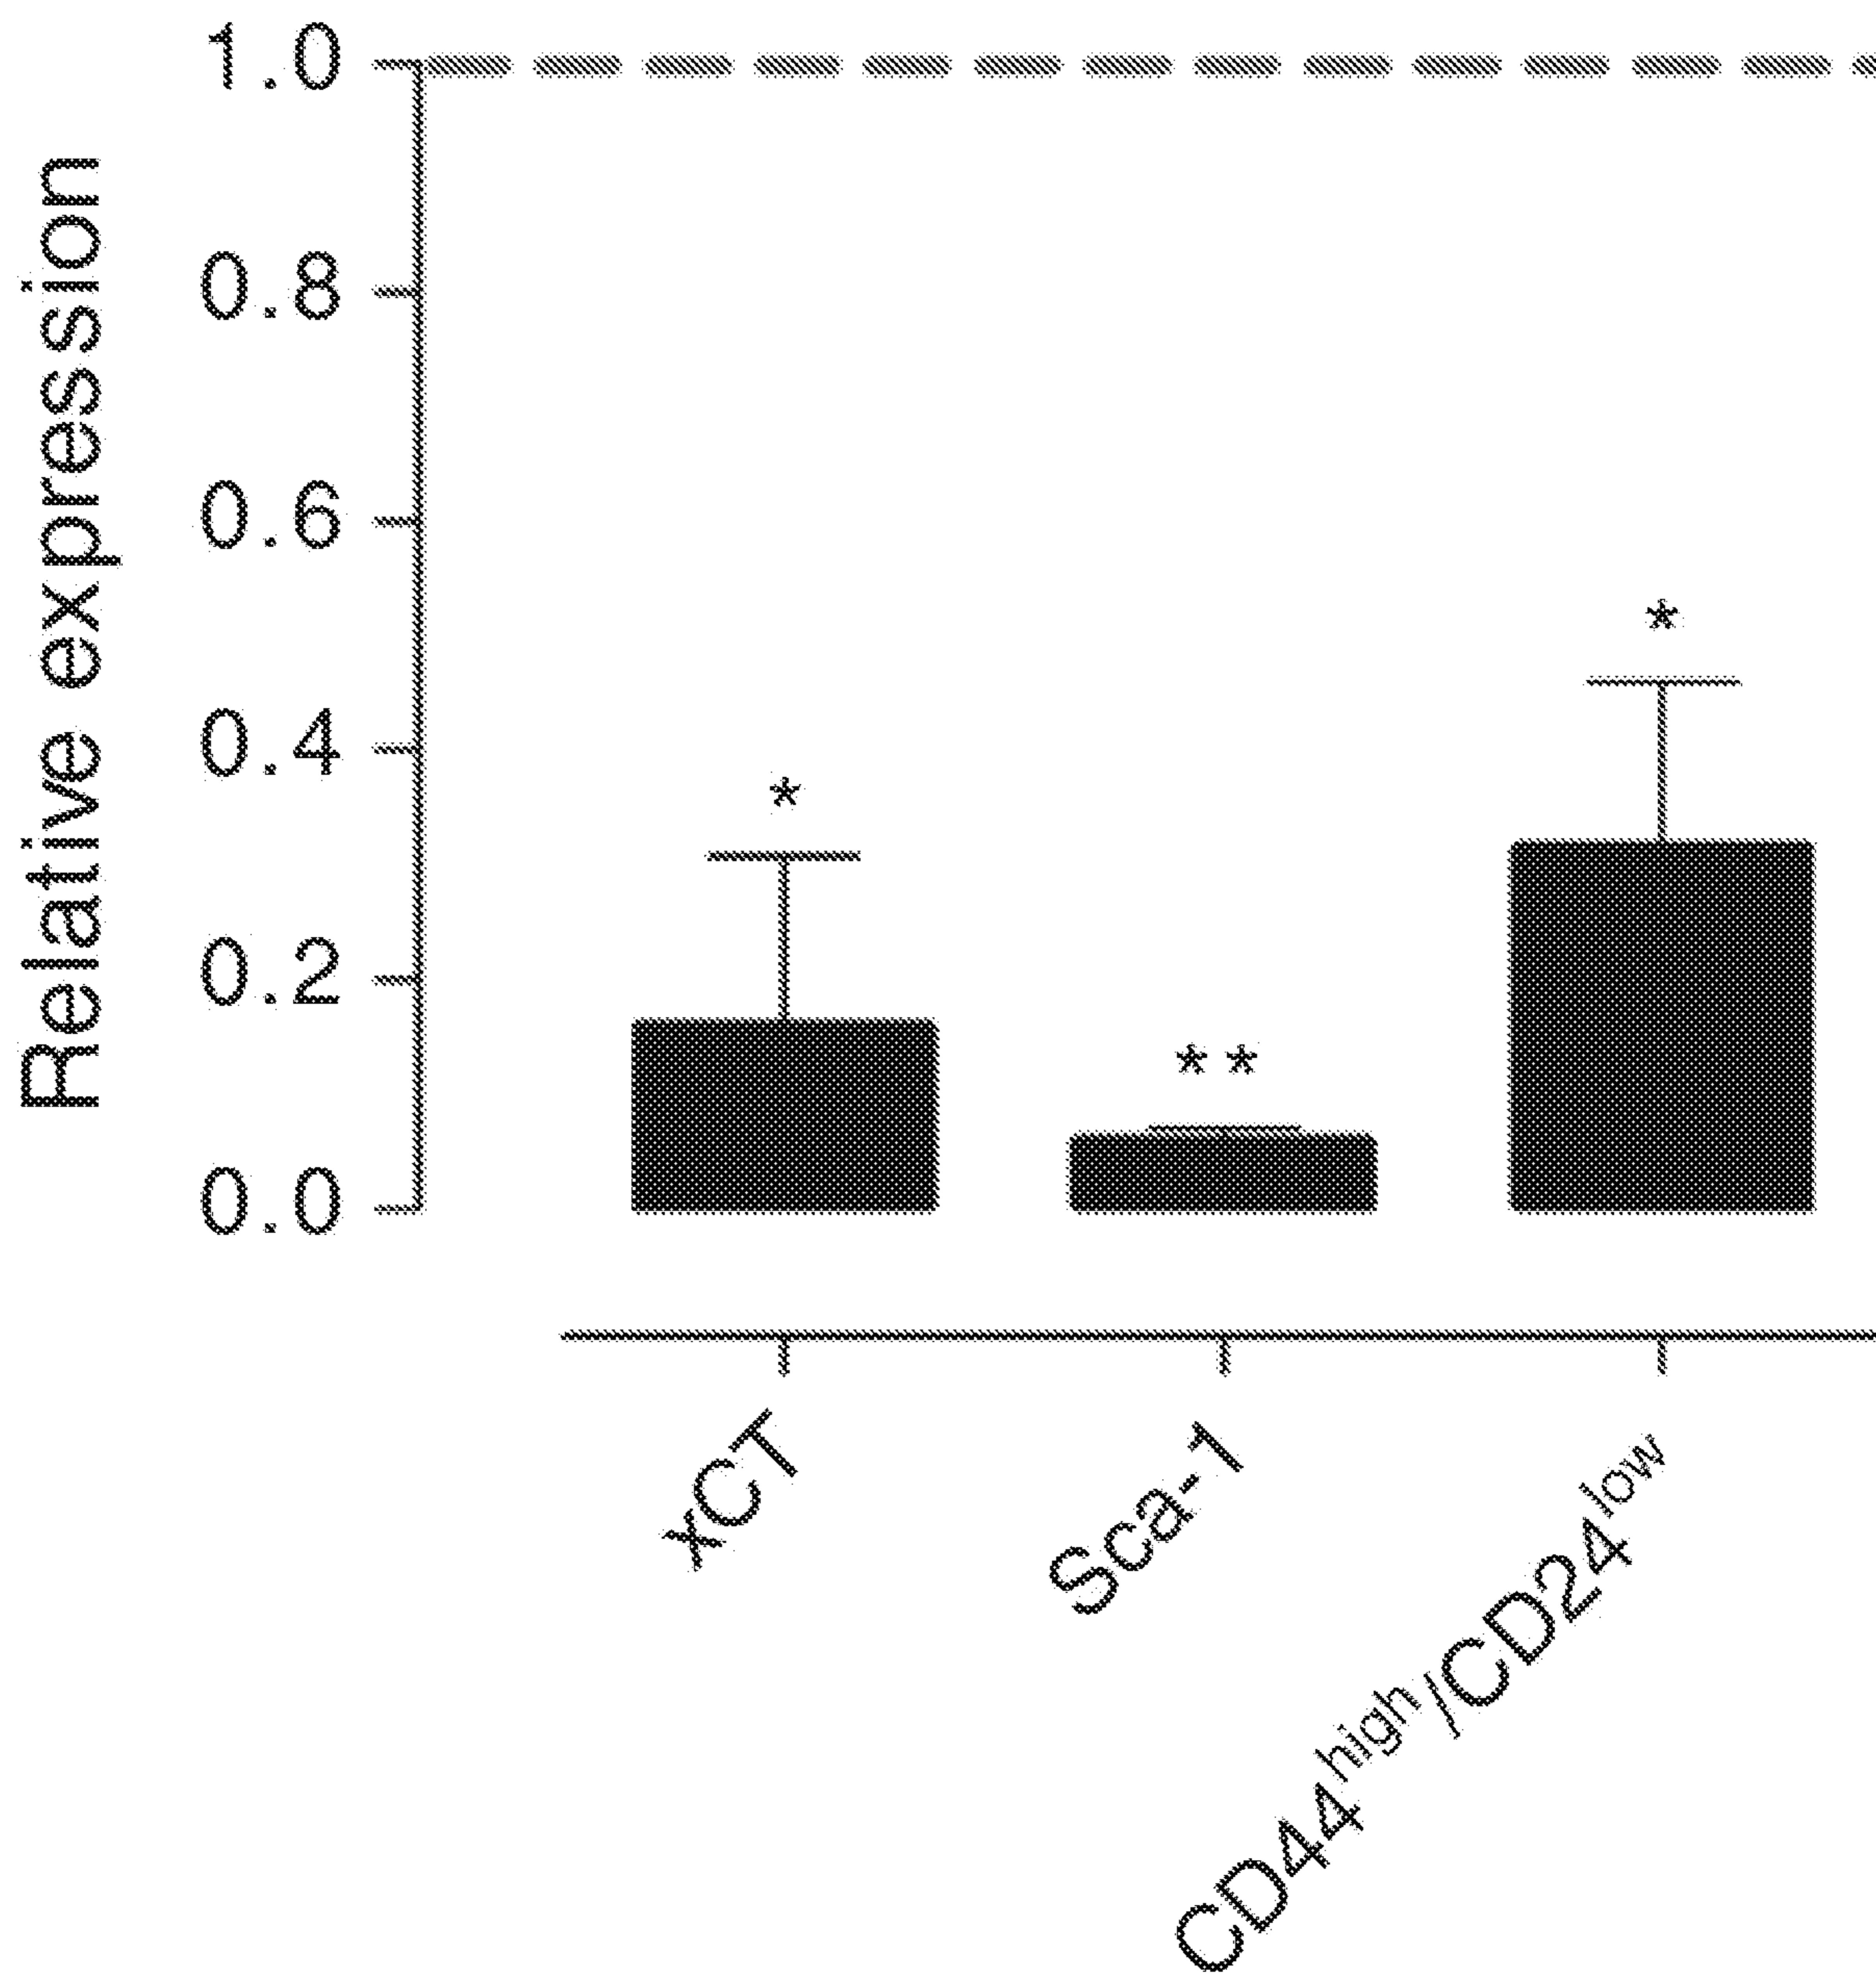 Relative expression
1.0
0.8
0.6
0.4
0.2
0.0
*
**
*
xCT
Sca-1
CD44high/CD24low